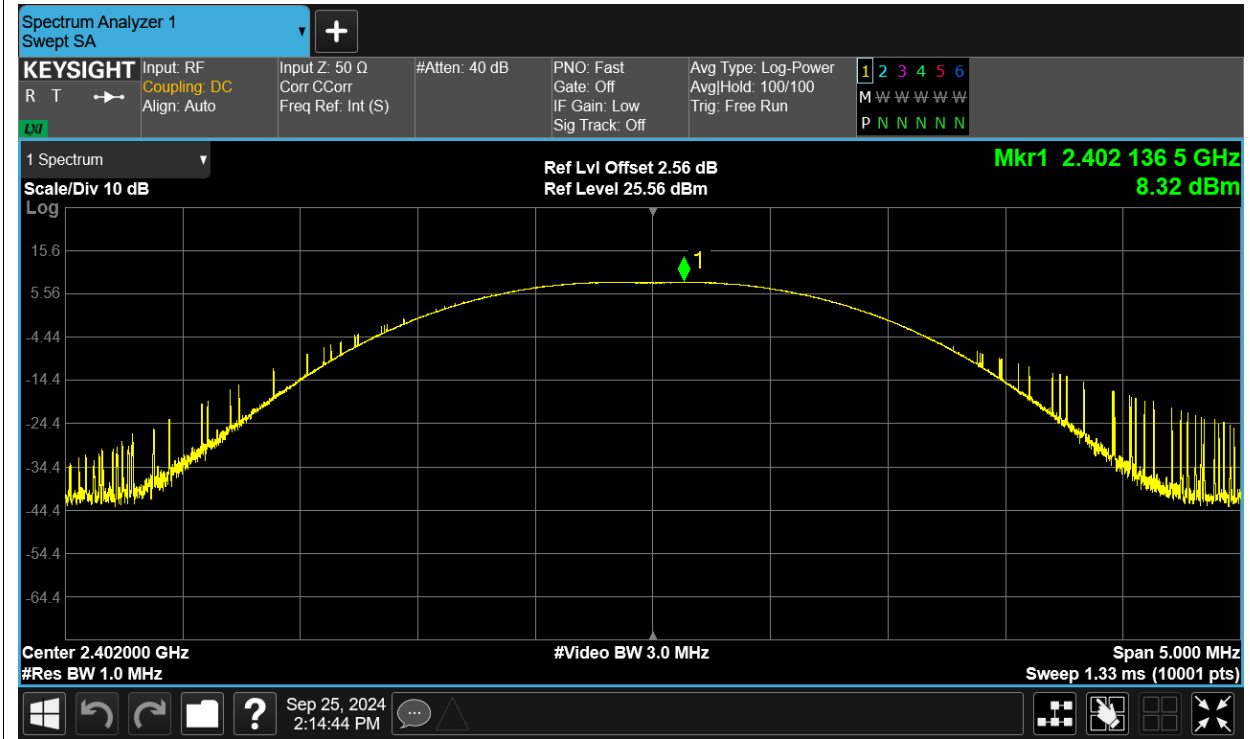 Spectrum Analyzer 1
Swept SA
+
KEYSIGHT
R T
LXI
Input: RF
Coupling: DC
Align: Auto
Input Z: 50 Ω
Corr CCorr
Freq Ref: Int (S)
#Atten: 40 dB
PNO: Fast
Gate: Off
IF Gain: Low
Sig Track: Off
Avg Type: Log-Power
Avg|Hold: 100/100
Trig: Free Run
1 2 3 4 5 6
M W W W W W
P N N N N N
1 Spectrum
Scale/Div 10 dB
Log
Ref Lvl Offset 2.56 dB
Ref Level 25.56 dBm
Mkr1 2.402 136 5 GHz
8.32 dBm
1
15.6
5.56
-4.44
-14.4
-24.4
-34.4
-44.4
-54.4
-64.4
Center 2.402000 GHz
#Video BW 3.0 MHz
Span 5.000 MHz
#Res BW 1.0 MHz
Sweep 1.33 ms (10001 pts)
?
Sep 25, 2024
2:14:44 PM